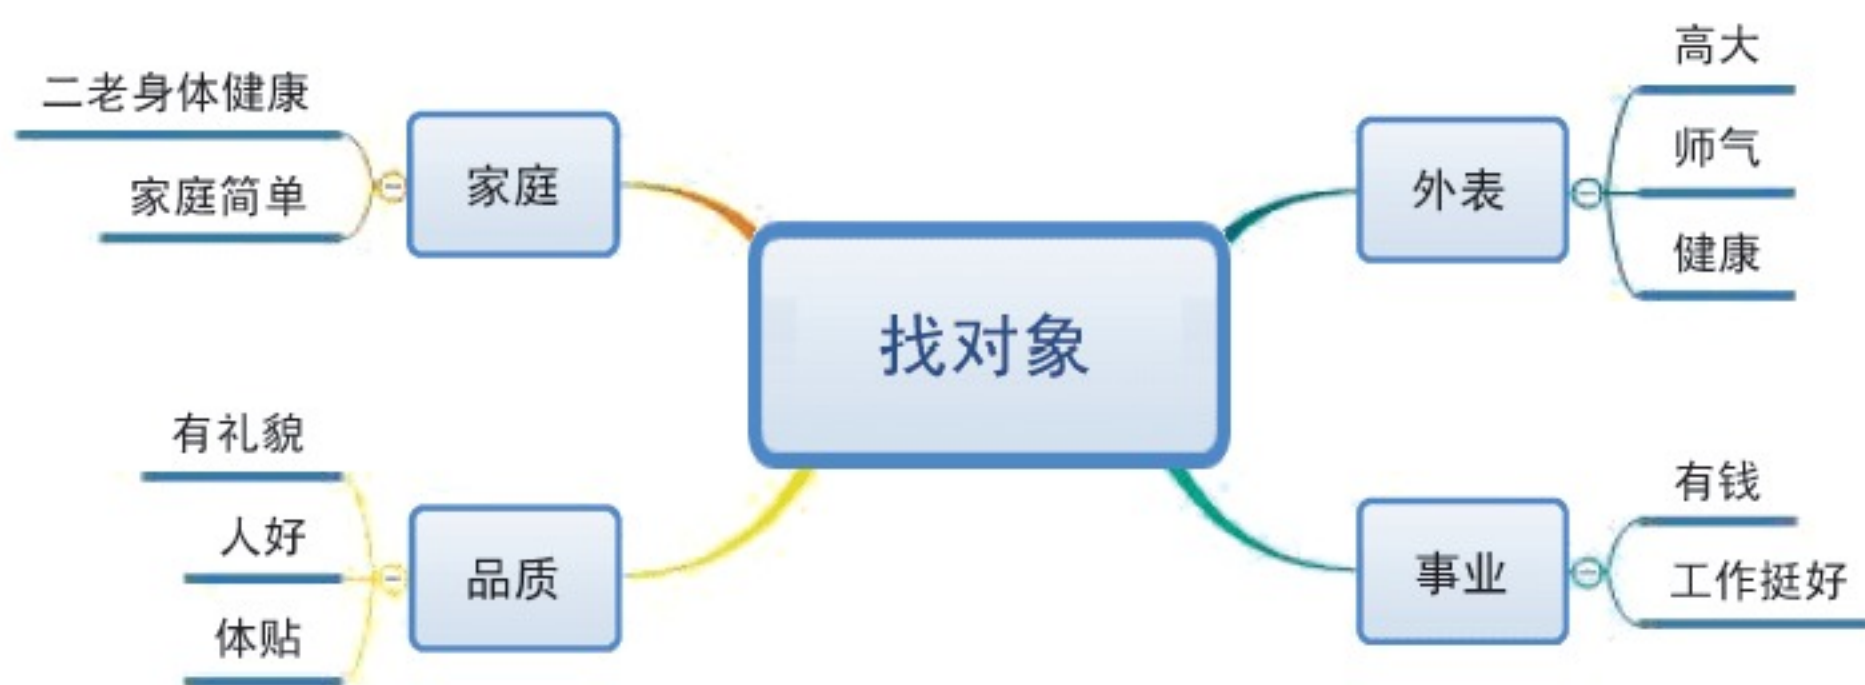 找对象
家庭
二老身体健康
家庭简单
品质
有礼貌
人好
体贴
外表
高大
师气
健康
事业
有钱
工作挺好